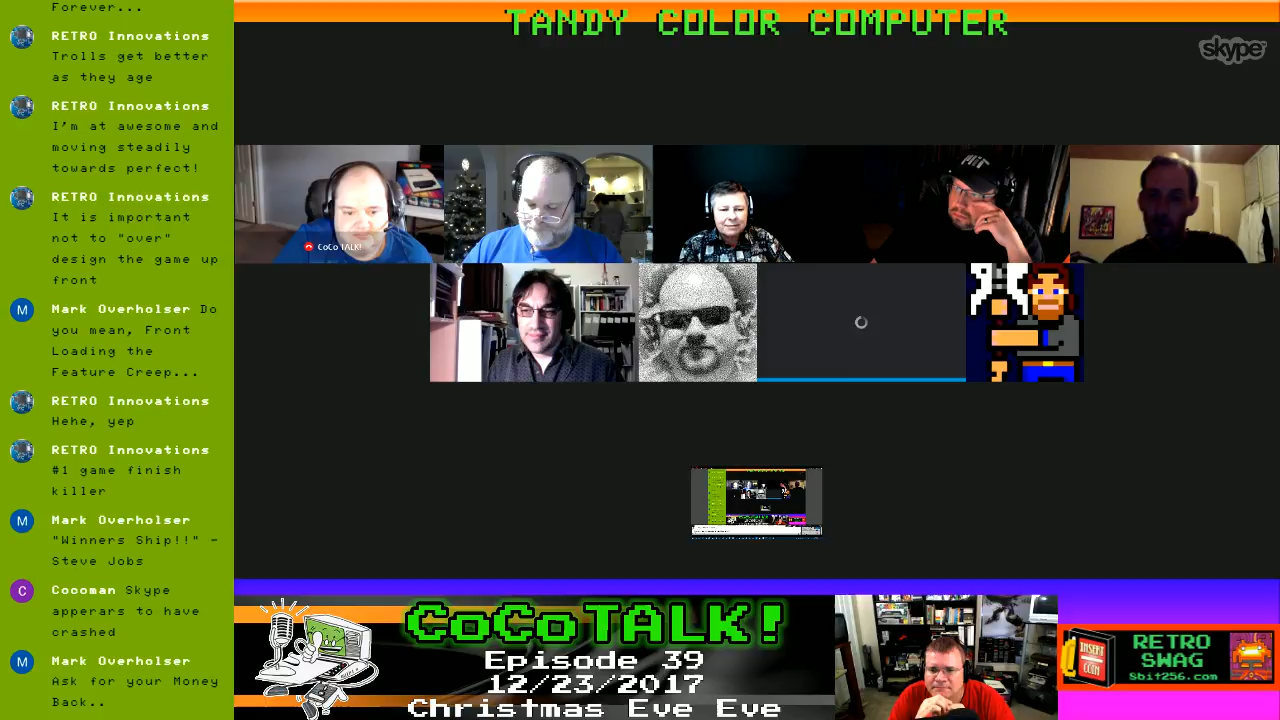 Forever...
RETRO Innovations
Trolls get better
as they age
RETRO Innovations
I'm at awesome and
moving steadily
towards perfect!
RETRO Innovations
It is important
not to "over"
design the game up
front
Mark Overholser Do
you mean, Front
Loading the
Feature Creep...
RETRO Innovations
Hehe, yep
RETRO Innovations
#1 game finish
killer
Mark Overholser
"Winners Ship!!" -
Steve Jobs
Cocoman Skype
apperars to have
crashed
Mark Overholser
Ask for your Money
Back..
M
M
C
M
TANDY COLOR COMPUTER
skype
CoCo TALK!
MIT
CoCoTALK!
Episode 39
12/23/2017
Christmas Eve Eve
INSERT
COIN
RETRO
SWAG
8bit256.com